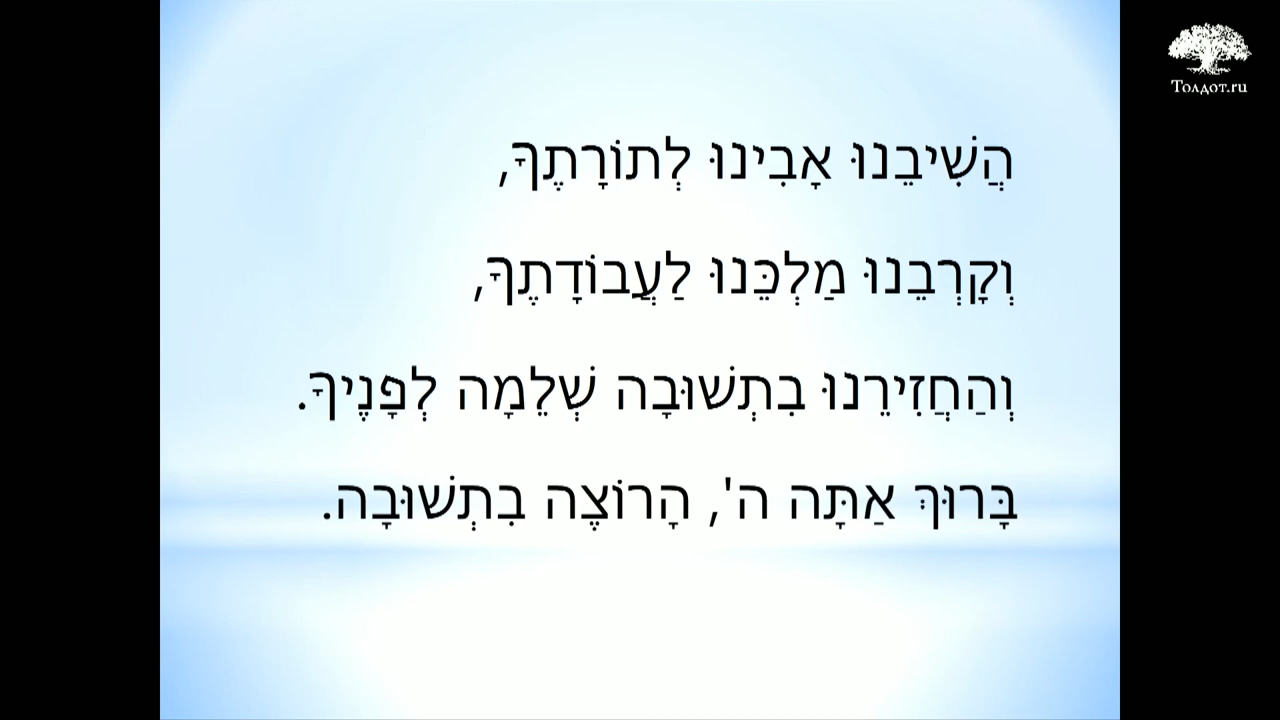 Толдот.ru
הֲשִׁיבֵנוּ אָבִינוּ לְתוֹרָתֶךָ,
וְקָרְבֵנוּ מַלְכֵּנוּ לַעֲבוֹדָתֶךָ,
וְהַחֲזִירֵנוּ בִתְשׁוּבָה שְׁלֵמָה לְפָנֶיךָ.
בָּרוּךְ אַתָּה ה', הָרוֹצֶה בִתְשׁוּבָה.